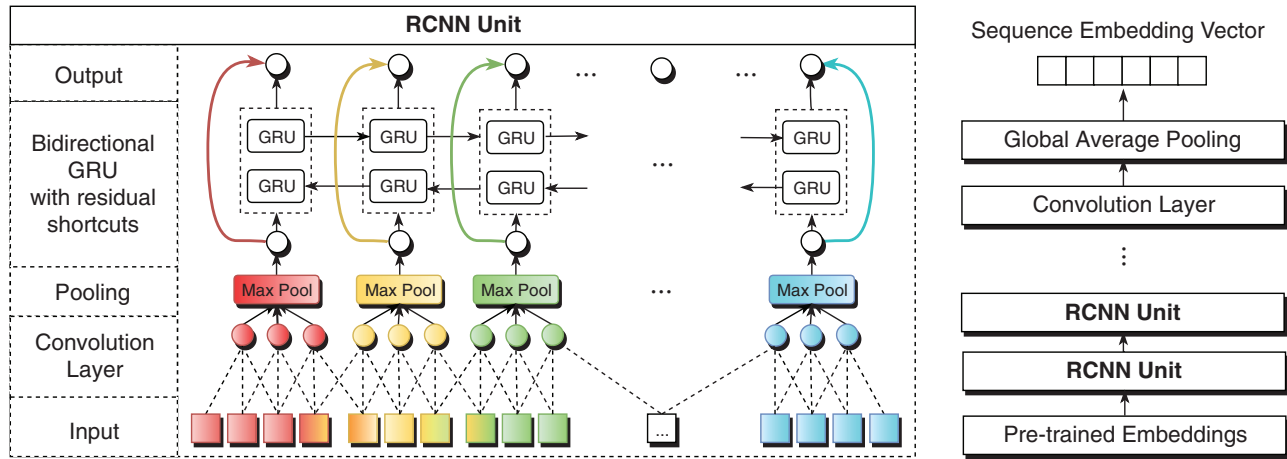 RCNN Unit
Output
... ...
Bidirectional
GRU
with residual
shortcuts
GRU GRU GRU GRU
...
GRU GRU GRU GRU
Pooling
Max Pool Max Pool Max Pool ... Max Pool
Convolution
Layer
Input
...
Sequence Embedding Vector
Global Average Pooling
Convolution Layer
...
RCNN Unit
RCNN Unit
Pre-trained Embeddings